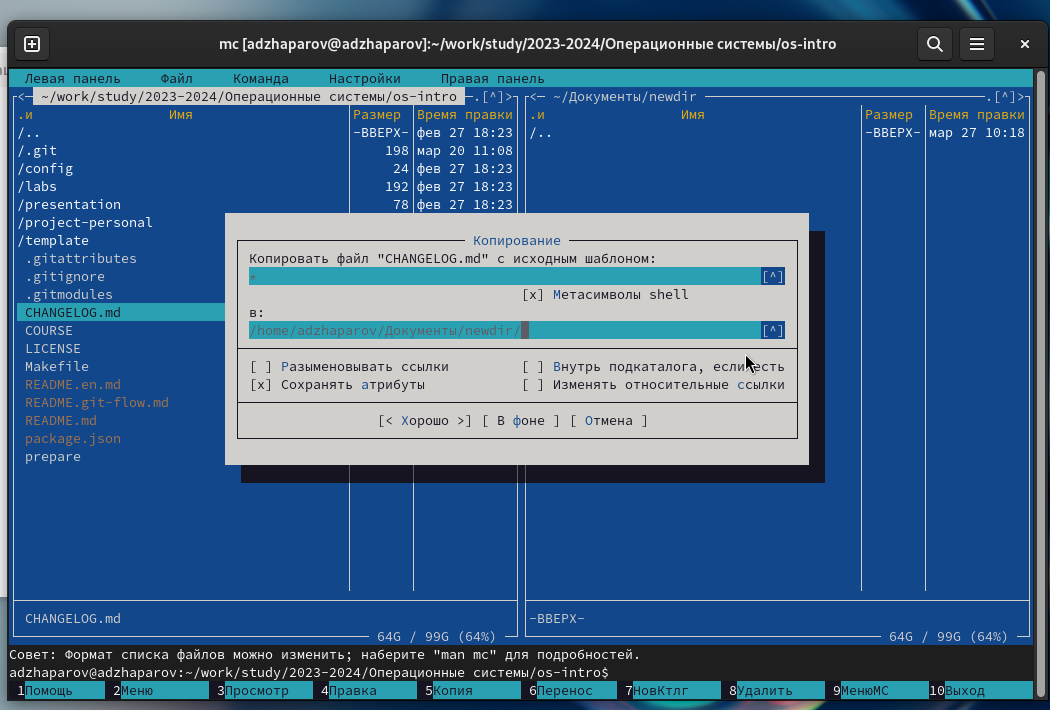 mc [adzhaparov@adzhaparov]:~/work/study/2023-2024/Операционные системы/os-intro
Левая панель Файл Команда Настройки Правая панель
<— ~/work/study/2023-2024/Операционные системы/os-intro —.[^]>
.и Имя Размер Время правки
/.. -ВВЕРХ- фев 27 18:23
/.git 198 мар 20 11:08
/config 24 фев 27 18:23
/labs 192 фев 27 18:23
/presentation 78 фев 27 18:23
/project-personal
/template
.gitattributes
.gitignore
.gitmodules
CHANGELOG.md
COURSE
LICENSE
Makefile
README.en.md
README.git-flow.md
README.md
package.json
prepare
CHANGELOG.md
64G / 99G (64%)
<— ~/Документы/newdir —.[^]>
.и Имя Размер Время правки
/.. -ВВЕРХ- мар 27 10:18
-ВВЕРХ-
64G / 99G (64%)
Копирование
Копировать файл "CHANGELOG.md" с исходным шаблоном:
* [^]
[x] Метасимволы shell
в:
/home/adzhaparov/Документы/newdir/ [^]
[ ] Разыменовывать ссылки [ ] Внутрь подкаталога, если есть
[x] Сохранять атрибуты [ ] Изменять относительные ссылки
[< Хорошо >] [ В фоне ] [ Отмена ]
Совет: Формат списка файлов можно изменить; наберите "man mc" для подробностей.
adzhaparov@adzhaparov:~/work/study/2023-2024/Операционные системы/os-intro$
1Помощь 2Меню 3Просмотр 4Правка 5Копия 6Перенос 7НовКтлг 8Удалить 9МенюМС 10Выход